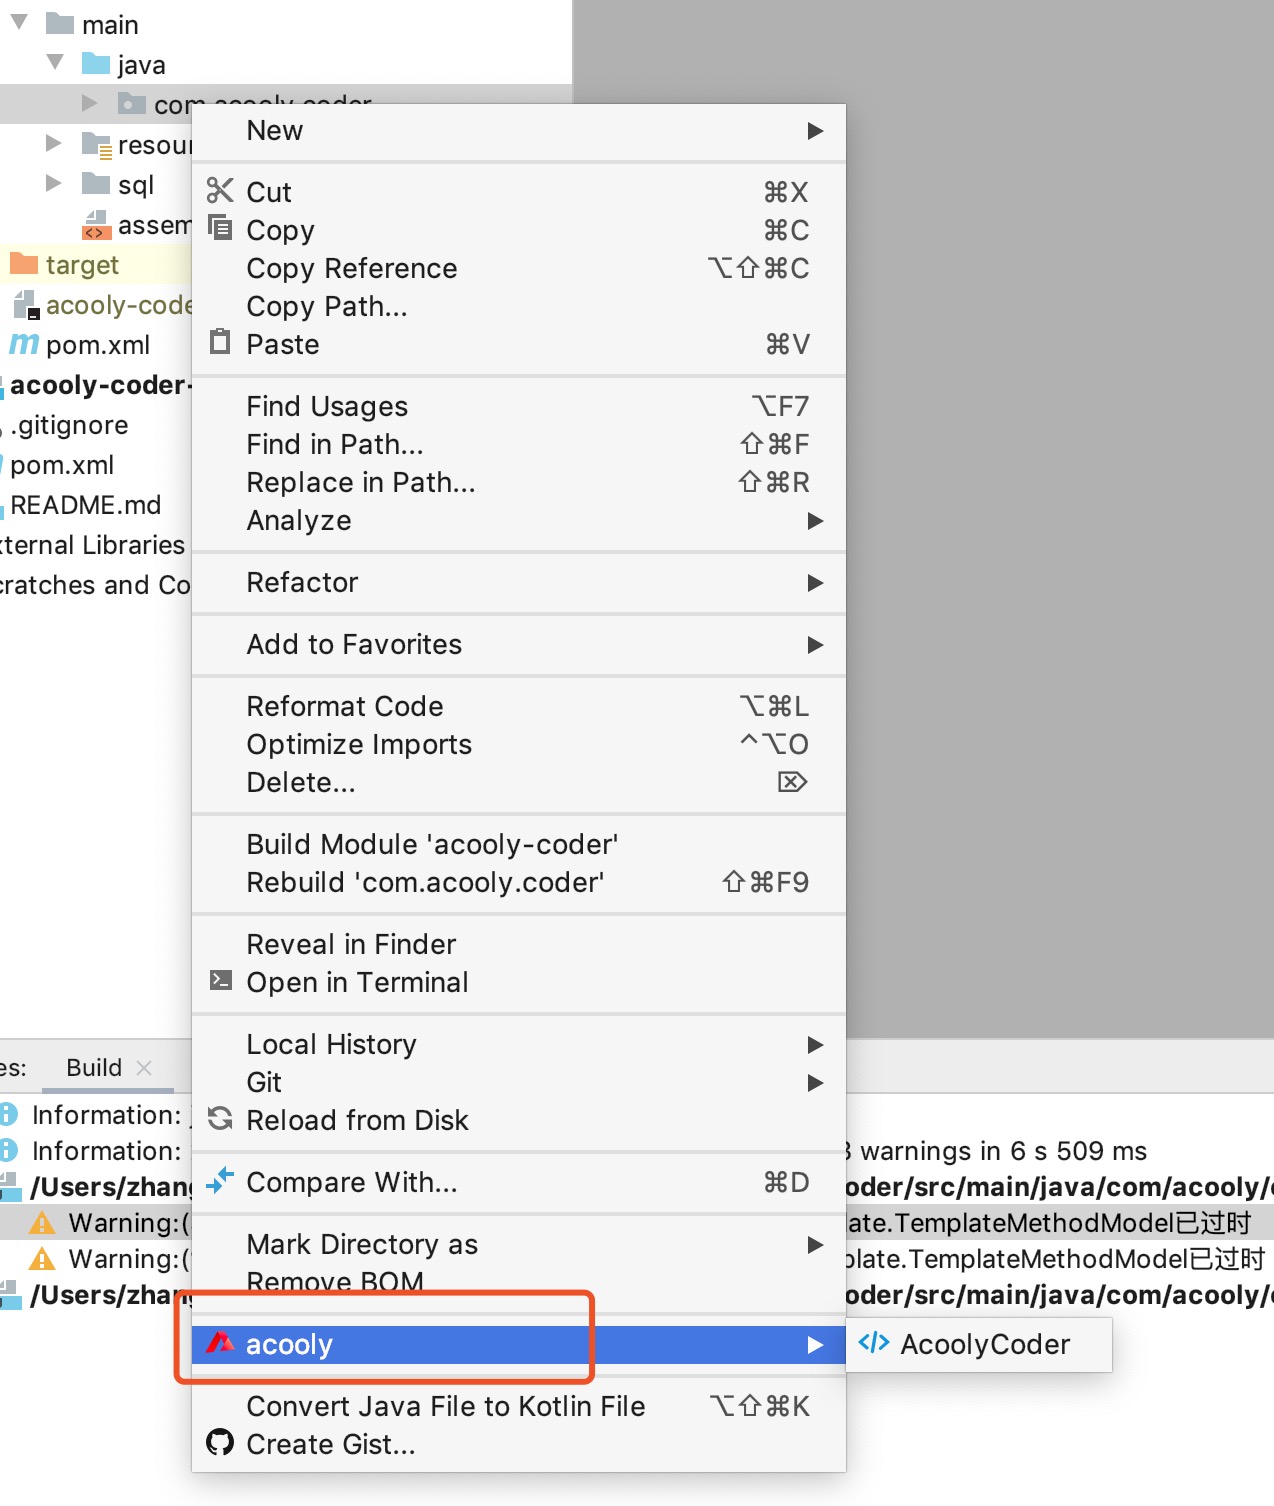 main
java
com.acooly.coder
New
resour
Cut ⌘X
sql
Copy ⌘C
assem
Copy Reference ⌥⇧⌘C
target
Copy Path...
acooly-code
Paste ⌘V
pom.xml
acooly-coder-
Find Usages ⌥F7
.gitignore
Find in Path... ⇧⌘F
pom.xml
Replace in Path... ⇧⌘R
README.md
Analyze
xternal Libraries
Refactor
cratches and Co
Add to Favorites
Reformat Code ⌥⌘L
Optimize Imports ^⌥O
Delete... ⌦
Build Module 'acooly-coder'
Rebuild 'com.acooly.coder' ⇧⌘F9
Reveal in Finder
Open in Terminal
Local History
es: Build
Git
Information:
Reload from Disk
Information: 3 warnings in 6 s 509 ms
Compare With... ⌘D
/Users/zhang oder/src/main/java/com/acooly/c
Warning:( ate.TemplateMethodModel已过时
Mark Directory as
Warning:( plate.TemplateMethodModel已过时
Remove BOM
/Users/zhang oder/src/main/java/com/acooly/c
acooly
AcoolyCoder
Convert Java File to Kotlin File ⌥⇧⌘K
Create Gist...